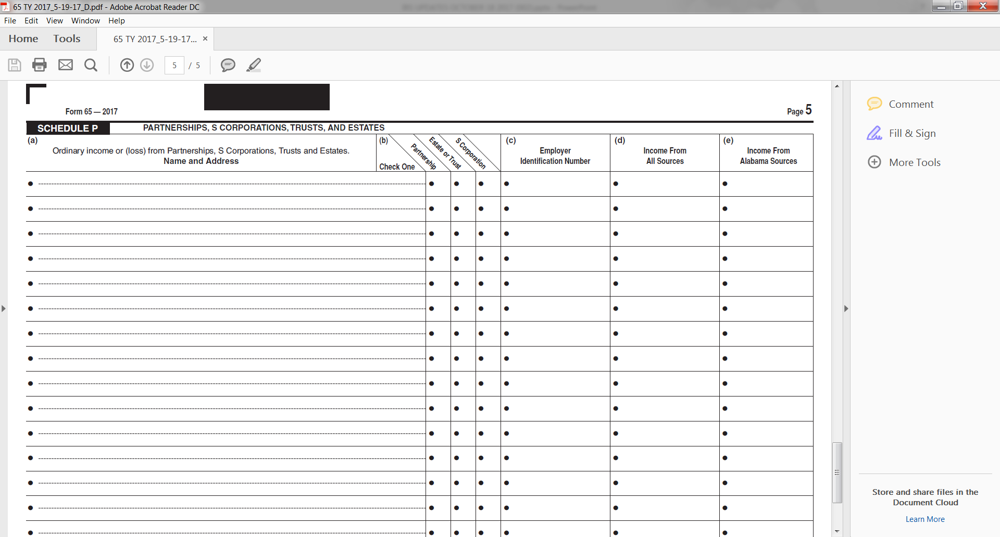 65 TY 2017_5-19-17_D.pdf - Adobe Acrobat Reader DC
File Edit View Window Help
Home Tools 65 TY 2017_5-19-17... ×
5 / 5
Form 65 — 2017
Page 5
SCHEDULE P PARTNERSHIPS, S CORPORATIONS, TRUSTS, AND ESTATES
(a)
Ordinary income or (loss) from Partnerships, S Corporations, Trusts and Estates.
Name and Address
(b)
Check One
Partnership
Estate or Trust
S Corporation
(c)
Employer
Identification Number
(d)
Income From
All Sources
(e)
Income From
Alabama Sources
Comment
Fill & Sign
More Tools
Store and share files in the
Document Cloud
Learn More